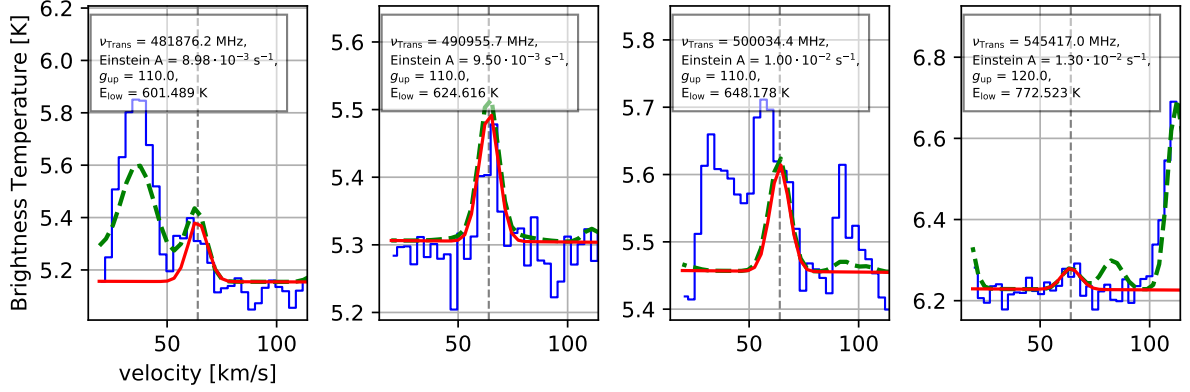 Brightness Temperature [K]
6.2
6.0
5.8
5.6
5.4
5.2
ν_Trans = 481876.2 MHz,
Einstein A = 8.98 · 10⁻³ s⁻¹,
g_up = 110.0,
E_low = 601.489 K
50
100
velocity [km/s]
5.6
5.5
5.4
5.3
5.2
ν_Trans = 490955.7 MHz,
Einstein A = 9.50 · 10⁻³ s⁻¹,
g_up = 110.0,
E_low = 624.616 K
50
100
5.8
5.7
5.6
5.5
5.4
ν_Trans = 500034.4 MHz,
Einstein A = 1.00 · 10⁻² s⁻¹,
g_up = 110.0,
E_low = 648.178 K
50
100
6.8
6.6
6.4
6.2
ν_Trans = 545417.0 MHz,
Einstein A = 1.30 · 10⁻² s⁻¹,
g_up = 120.0,
E_low = 772.523 K
50
100